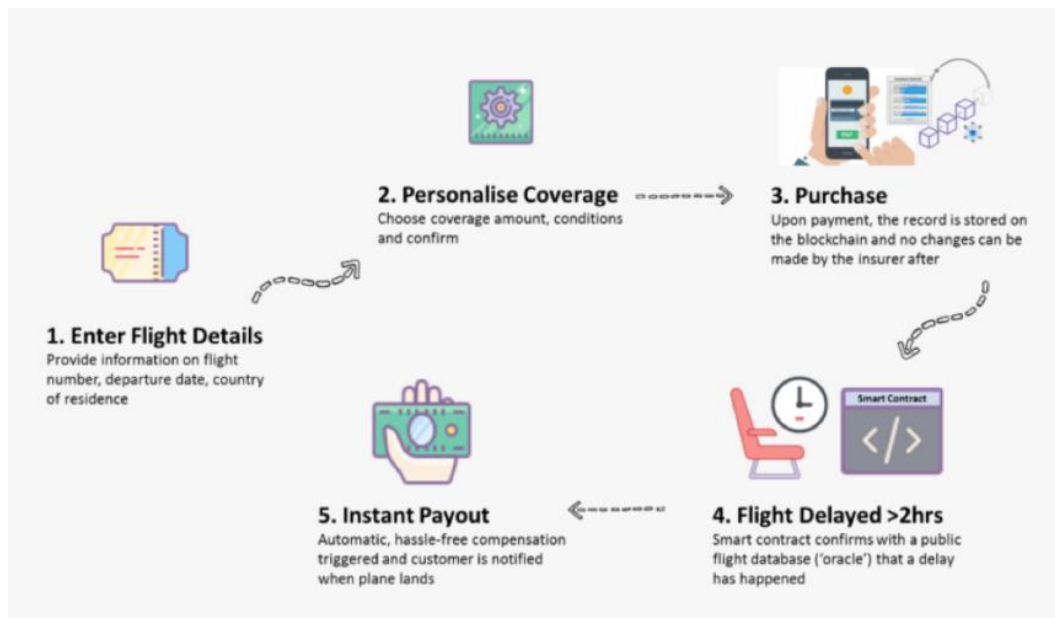 1. Enter Flight Details
Provide information on flight
number, departure date, country
of residence
2. Personalise Coverage
Choose coverage amount, conditions
and confirm
3. Purchase
Upon payment, the record is stored on
the blockchain and no changes can be
made by the insurer after
Smart Contract
</>
4. Flight Delayed >2hrs
Smart contract confirms with a public
flight database ('oracle') that a delay
has happened
5. Instant Payout
Automatic, hassle-free compensation
triggered and customer is notified
when plane lands